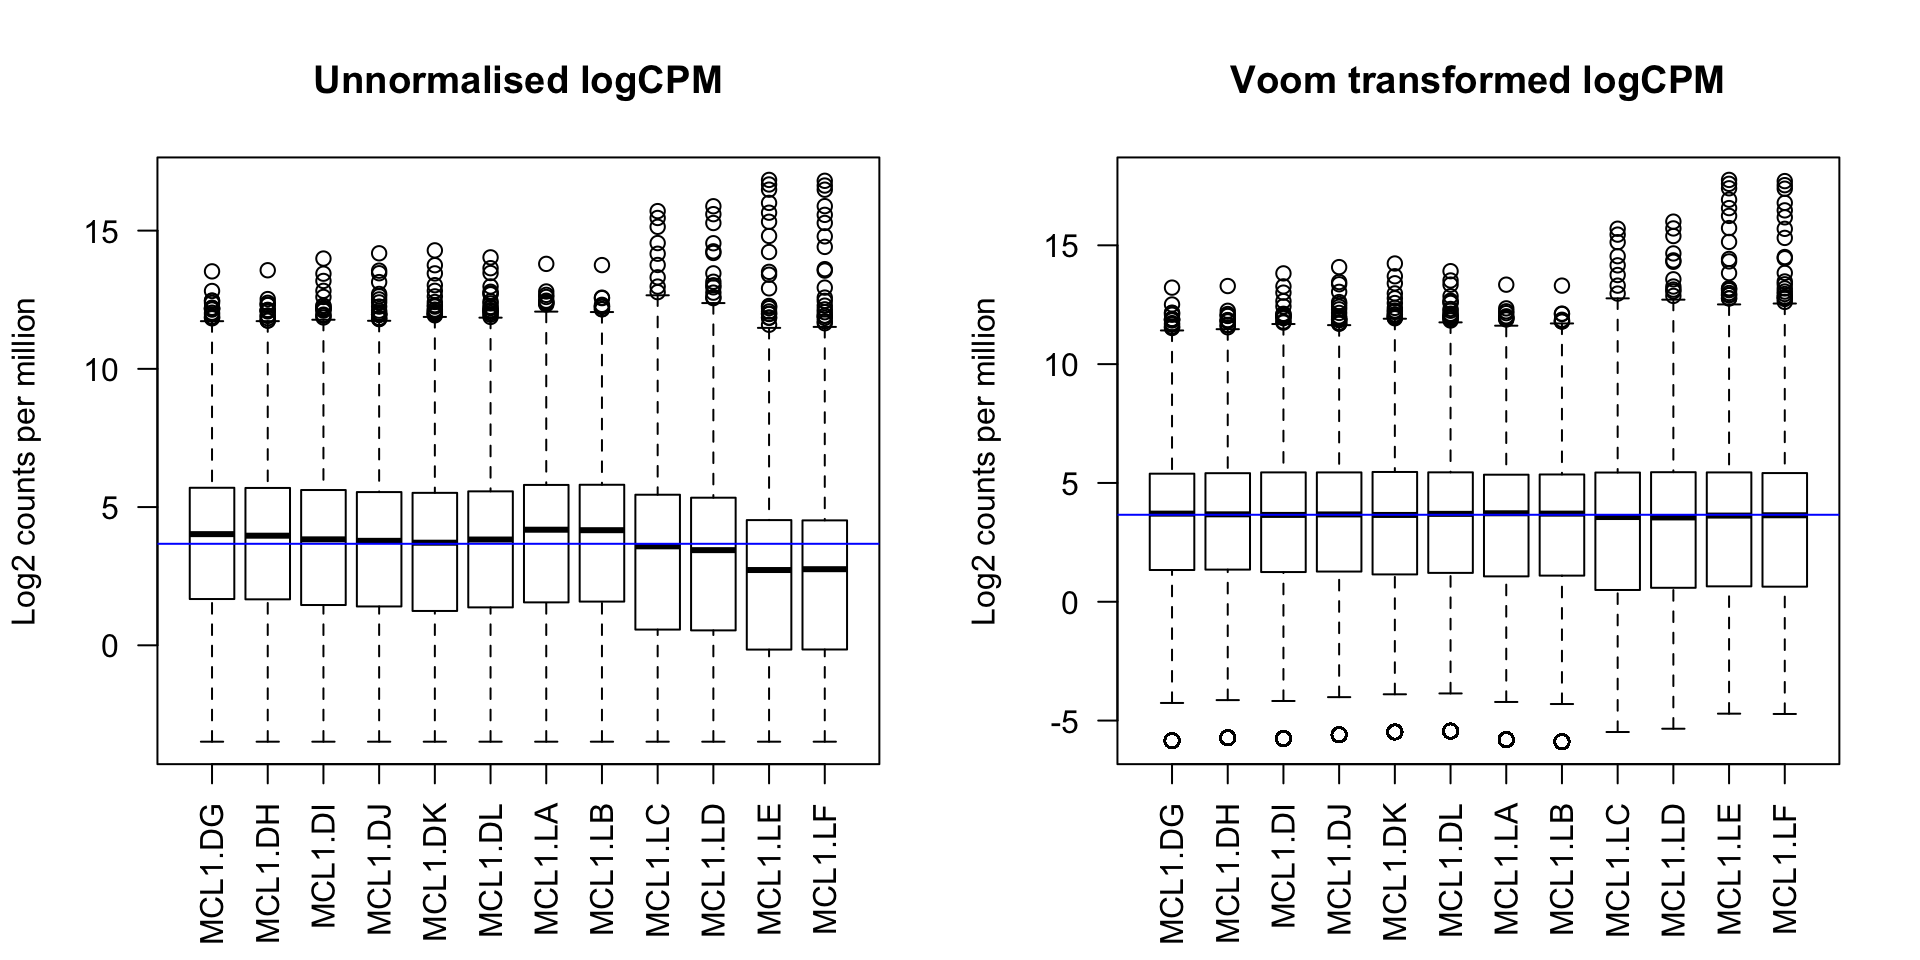 Unnormalised logCPM
Log2 counts per million
15
10
5
0
MCL1.DG
MCL1.DH
MCL1.DI
MCL1.DJ
MCL1.DK
MCL1.DL
MCL1.LA
MCL1.LB
MCL1.LC
MCL1.LD
MCL1.LE
MCL1.LF
Voom transformed logCPM
Log2 counts per million
15
10
5
0
-5
MCL1.DG
MCL1.DH
MCL1.DI
MCL1.DJ
MCL1.DK
MCL1.DL
MCL1.LA
MCL1.LB
MCL1.LC
MCL1.LD
MCL1.LE
MCL1.LF